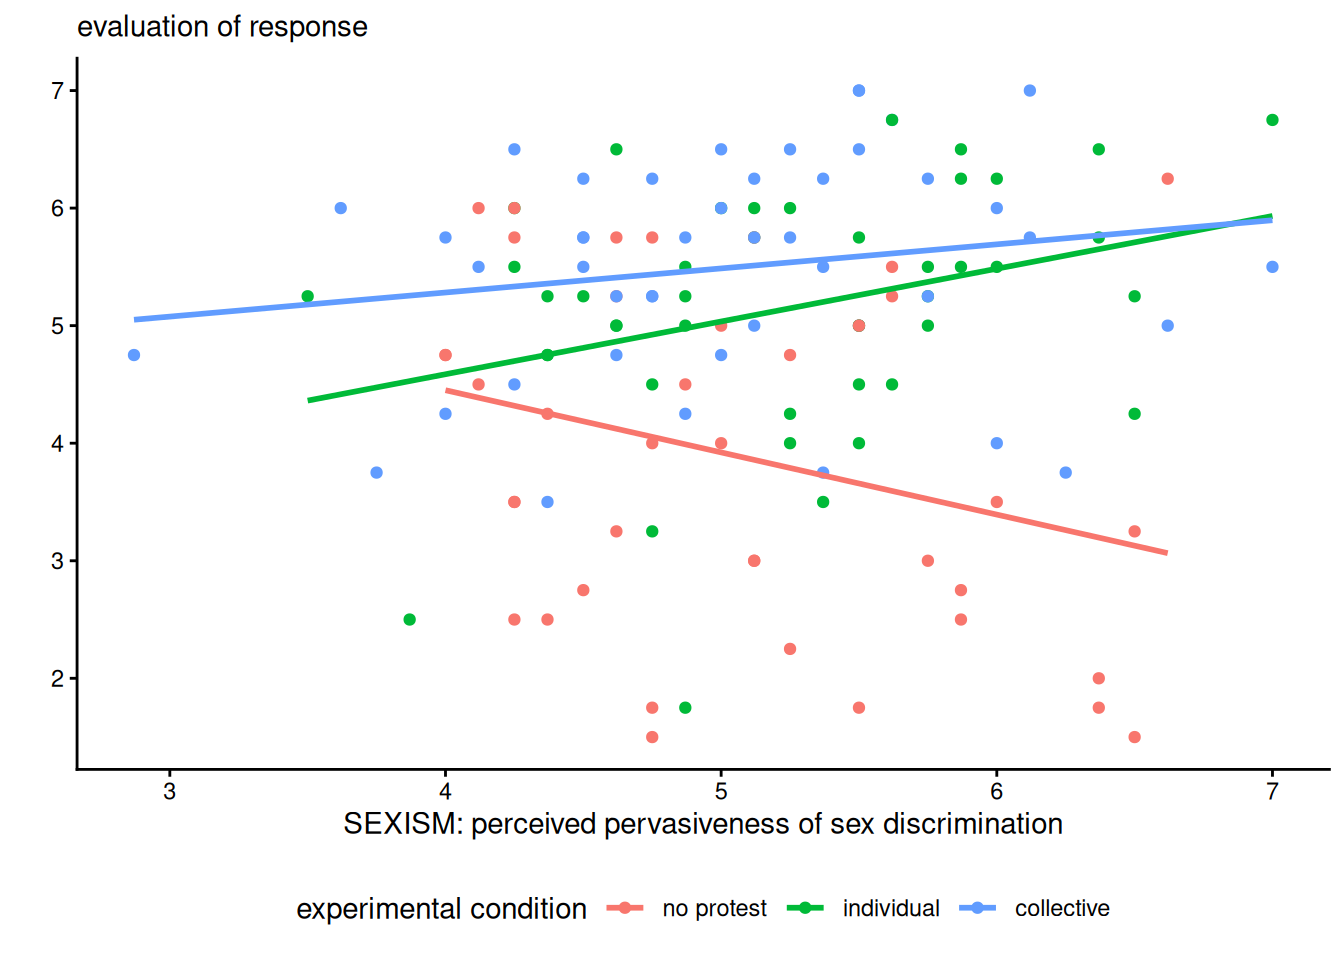 evaluation of response
7
6
5
4
3
2
3 4 5 6 7
SEXISM: perceived pervasiveness of sex discrimination
experimental condition no protest individual collective